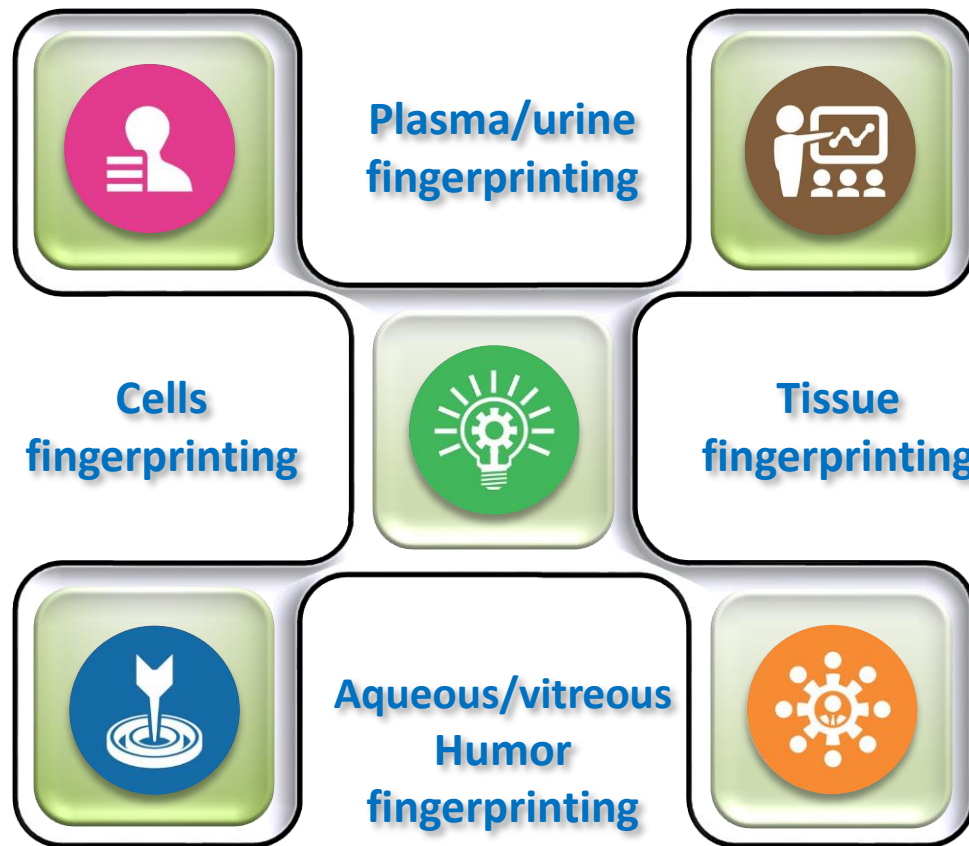 Plasma/urine
fingerprinting
Cells
fingerprinting
Tissue
fingerprinting
Aqueous/vitreous
Humor
fingerprinting